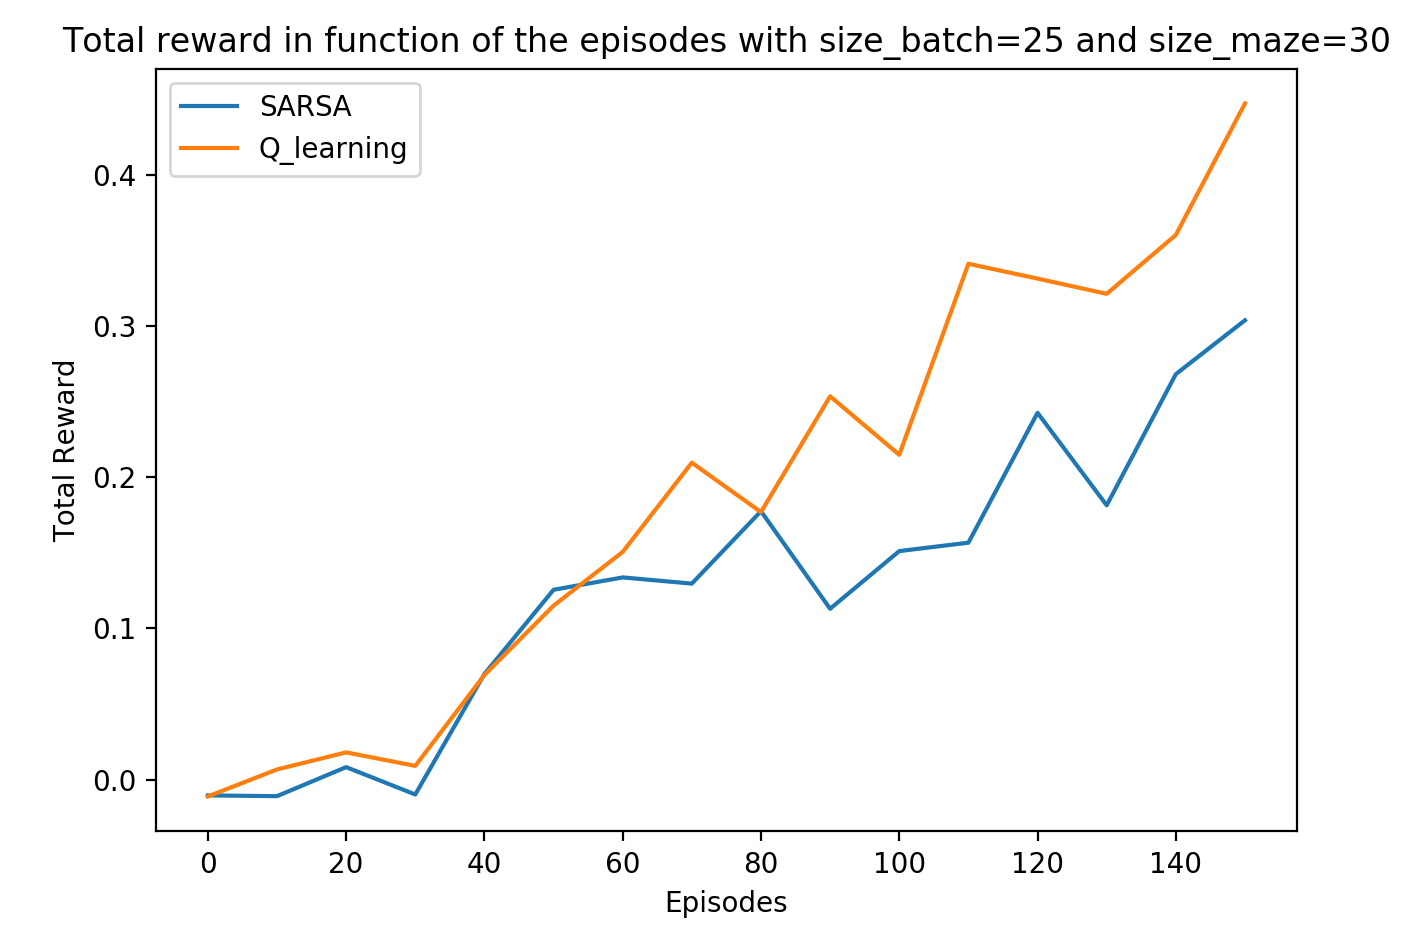 Total reward in function of the episodes with size_batch=25 and size_maze=30
SARSA
Q_learning
0.4
0.3
0.2
0.1
0.0
Total Reward
0 20 40 60 80 100 120 140
Episodes